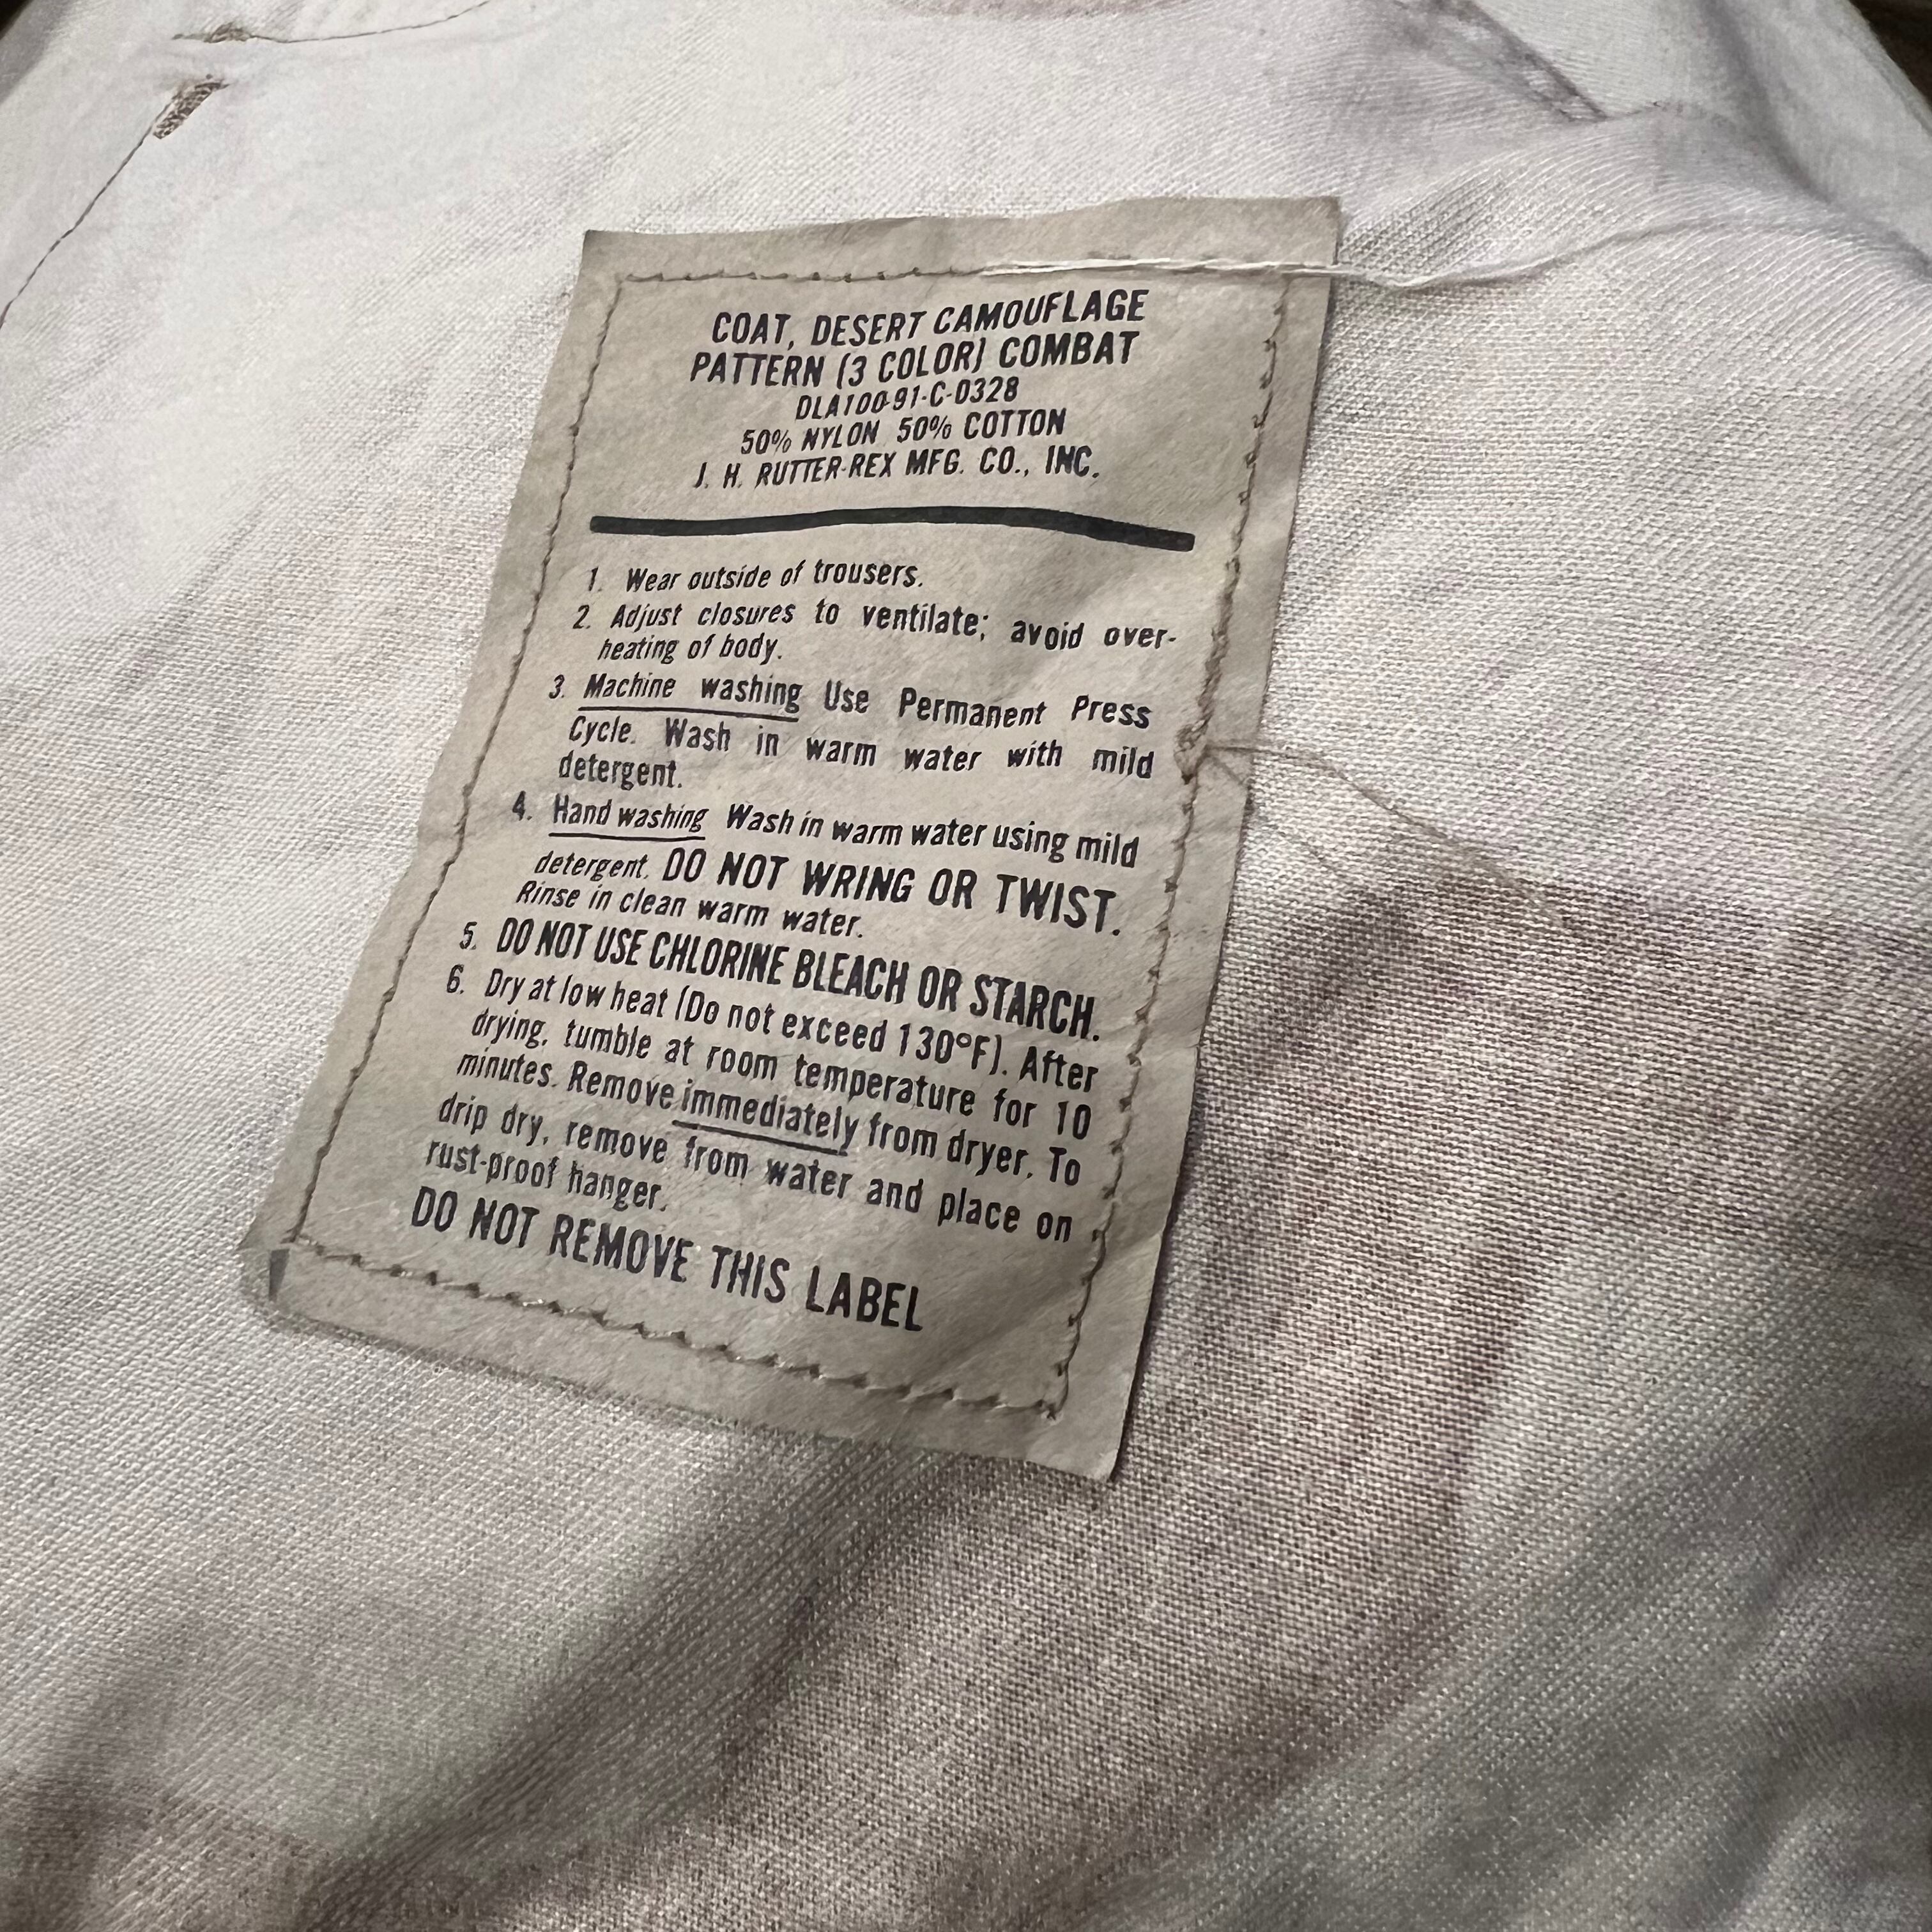 COAT, DESERT CAMOUFLAGE
PATTERN (3 COLOR) COMBAT
DLA100-91-C-0328
50% NYLON 50% COTTON
J. H. RUTTER-REX MFG. CO., INC.
1. Wear outside of trousers.
2. Adjust closures to ventilate; avoid over-
heating of body.
3. Machine washing Use Permanent Press
Cycle. Wash in warm water with mild
detergent.
4. Hand washing Wash in warm water using mild
detergent. DO NOT WRING OR TWIST.
Rinse in clean warm water.
5. DO NOT USE CHLORINE BLEACH OR STARCH.
6. Dry at low heat (Do not exceed 130°F). After
drying, tumble at room temperature for 10
minutes. Remove immediately from dryer. To
drip dry, remove from water and place on
rust-proof hanger.
DO NOT REMOVE THIS LABEL